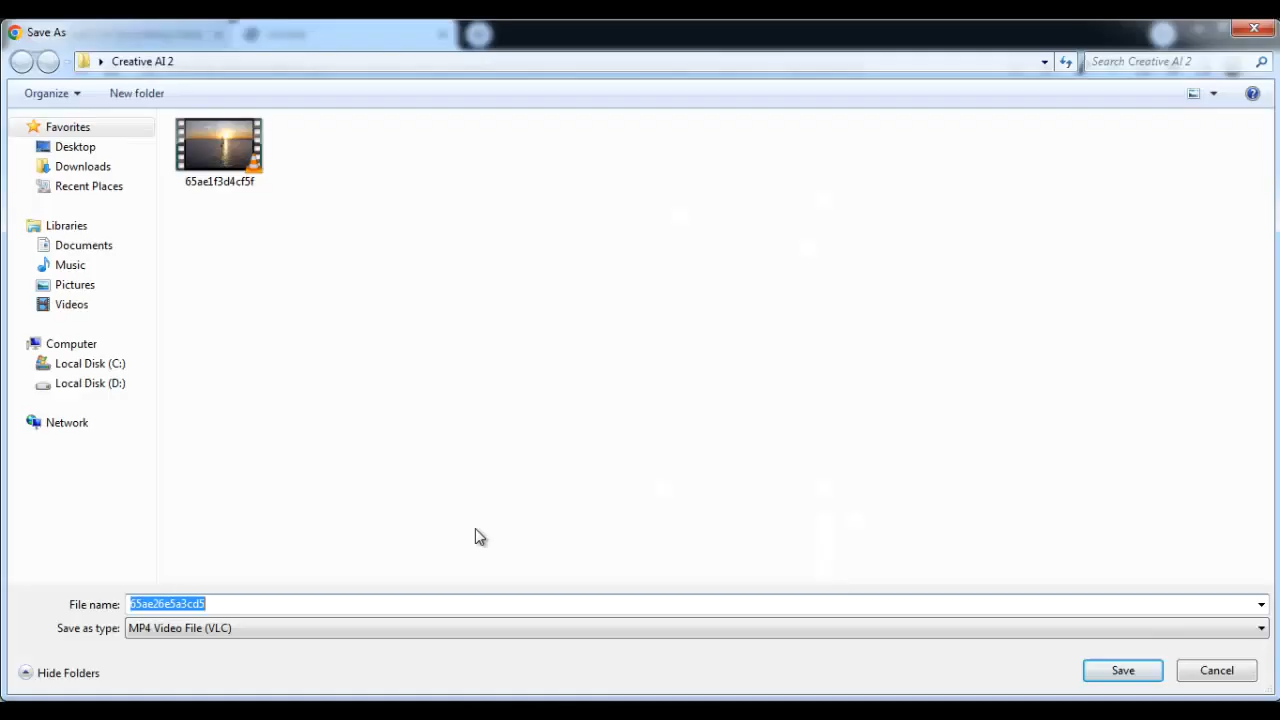 Save As
Creative AI 2
Search Creative AI 2
Organize
New folder
Favorites
Desktop
Downloads
Recent Places
Libraries
Documents
Music
Pictures
Videos
Computer
Local Disk (C:)
Local Disk (D:)
Network
65ae1f3d4cf5f
File name: 65ae26e5a3cd5
Save as type: MP4 Video File (VLC)
Hide Folders
Save
Cancel